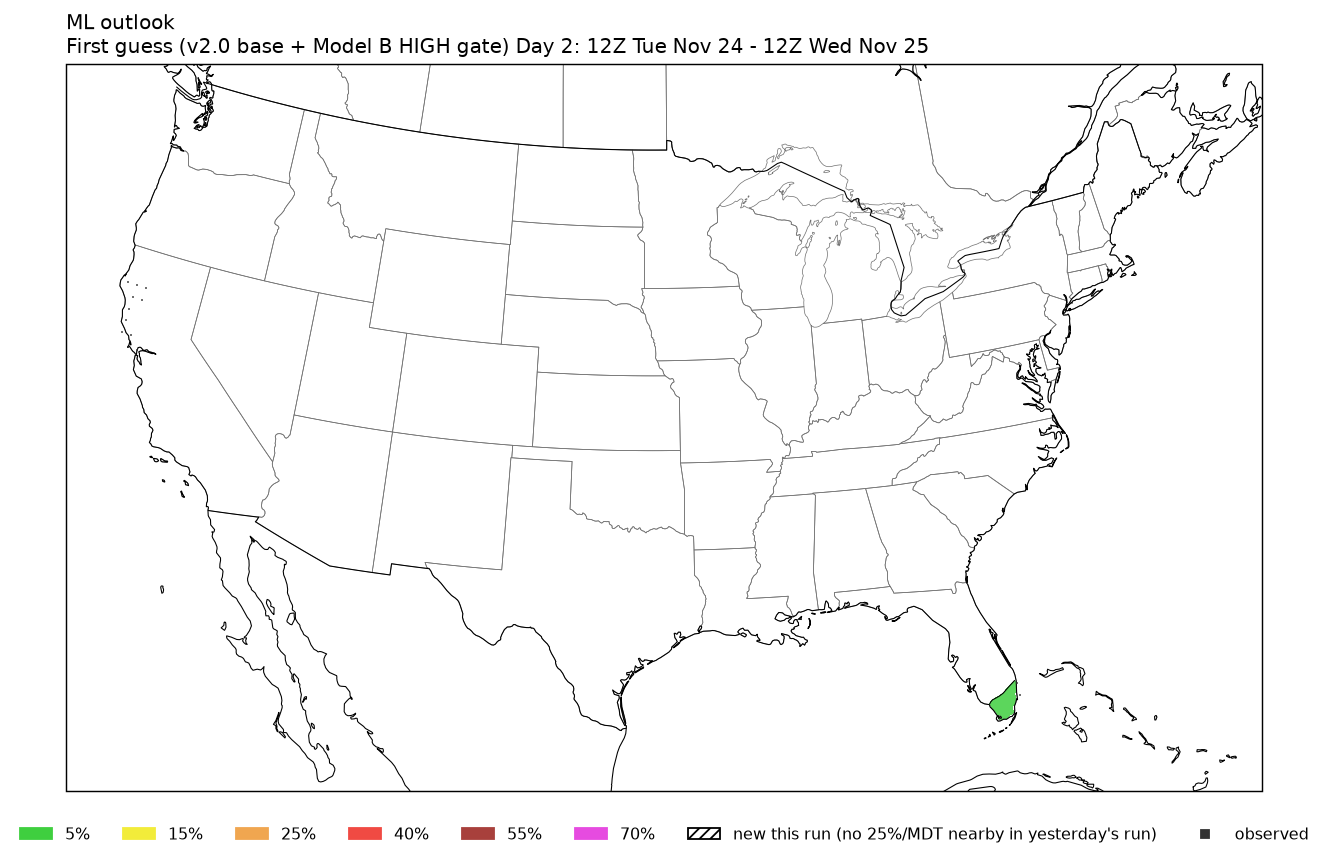 ML outlook
First guess (v2.0 base + Model B HIGH gate) Day 2: 12Z Tue Nov 24 - 12Z Wed Nov 25
5% 15% 25% 40% 55% 70% new this run (no 25%/MDT nearby in yesterday's run) observed